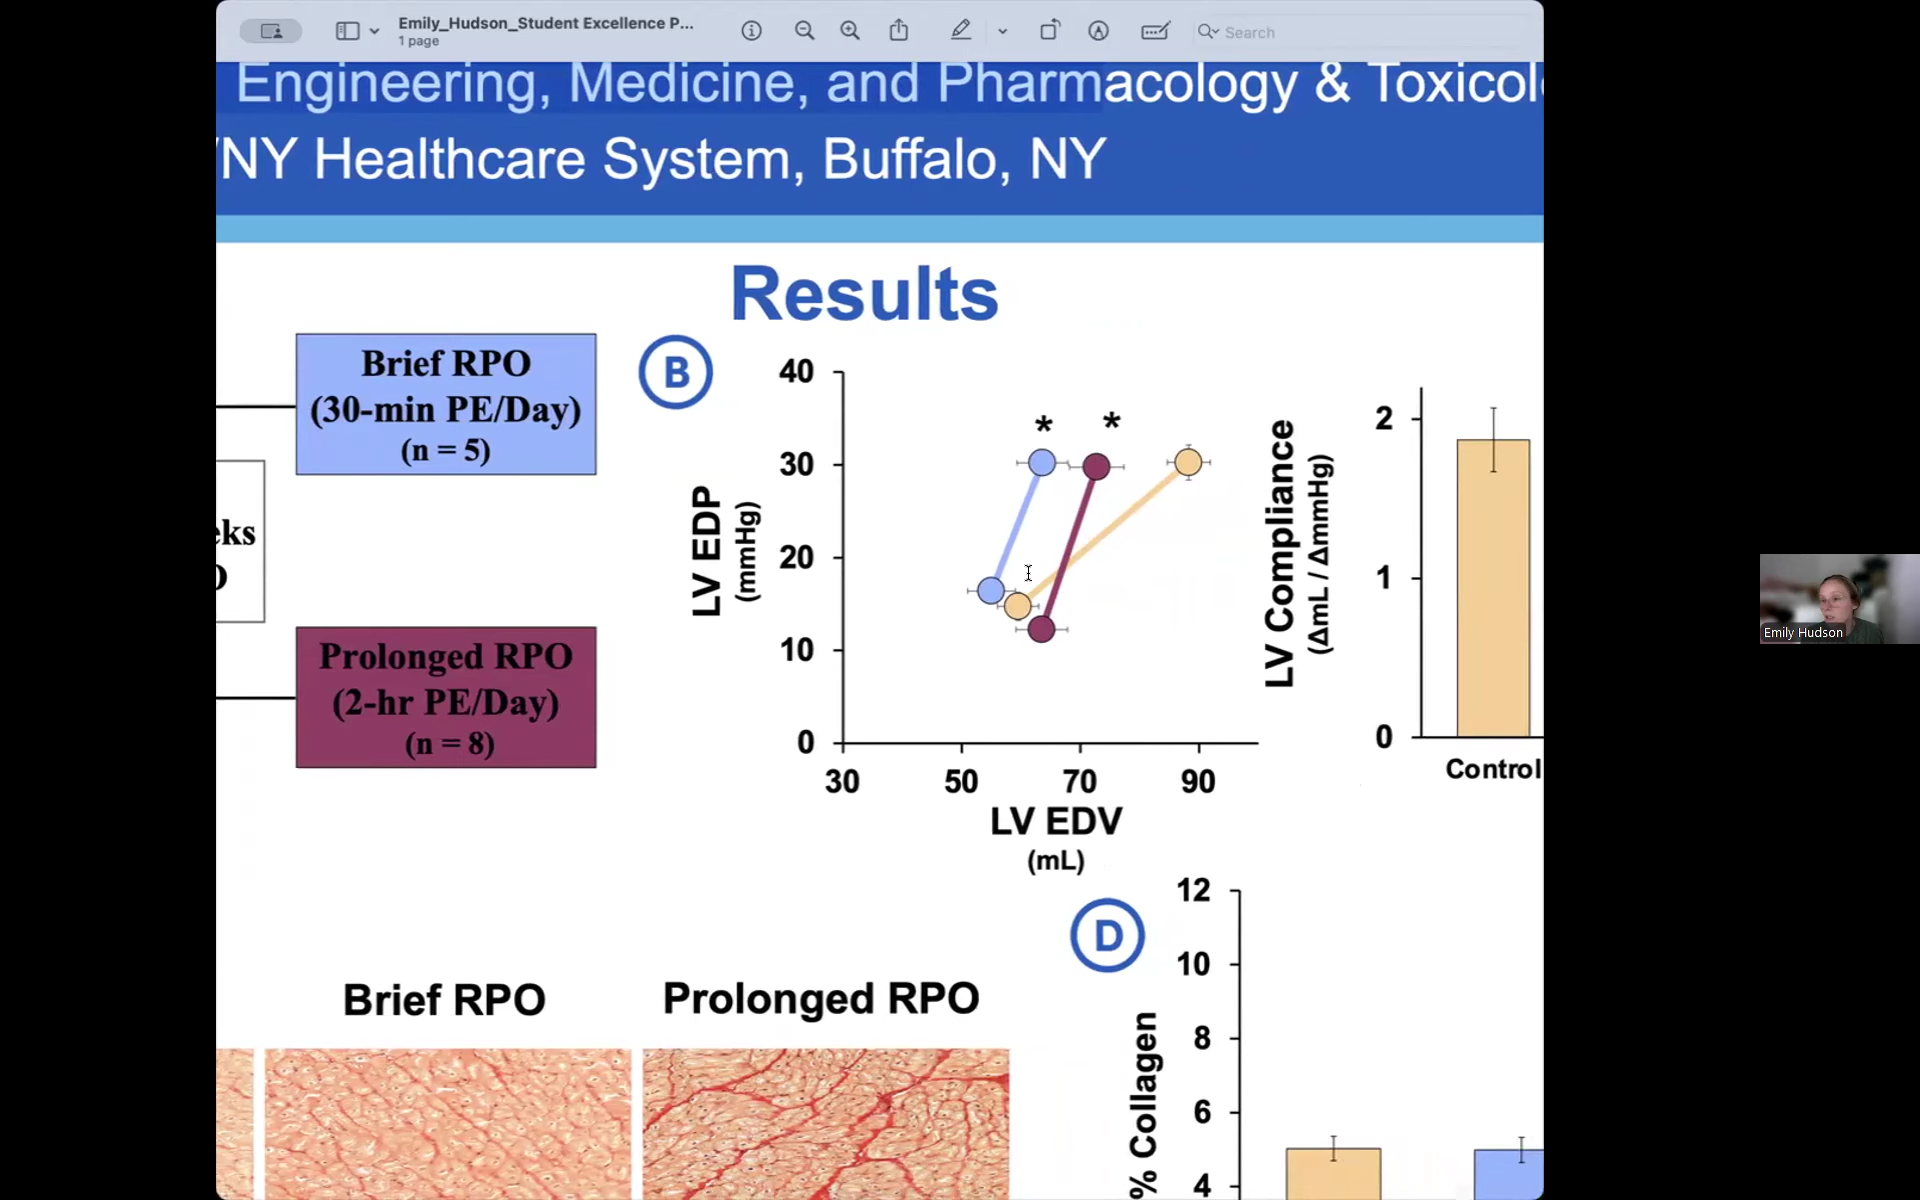 Emily_Hudson_Student Excellence P...
1 page
Search
Engineering, Medicine, and Pharmacology & Toxicol
NY Healthcare System, Buffalo, NY
Results
Brief RPO
(30-min PE/Day)
(n = 5)
eks
Prolonged RPO
(2-hr PE/Day)
(n = 8)
B
LV EDP
(mmHg)
40
30
20
10
0
* *
30 50 70 90
LV EDV
(mL)
LV Compliance
(ΔmL / ΔmmHg)
2
1
0
Control
Brief RPO
Prolonged RPO
D
% Collagen
12
10
8
6
4
Emily Hudson